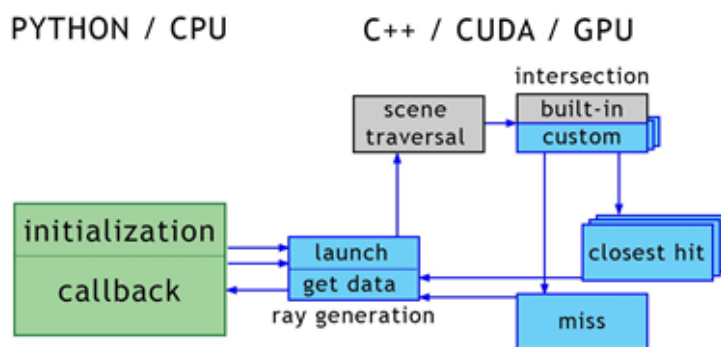 PYTHON / CPU
C++ / CUDA / GPU
intersection
scene
traversal
built-in
custom
initialization
callback
launch
get data
ray generation
closest hit
miss